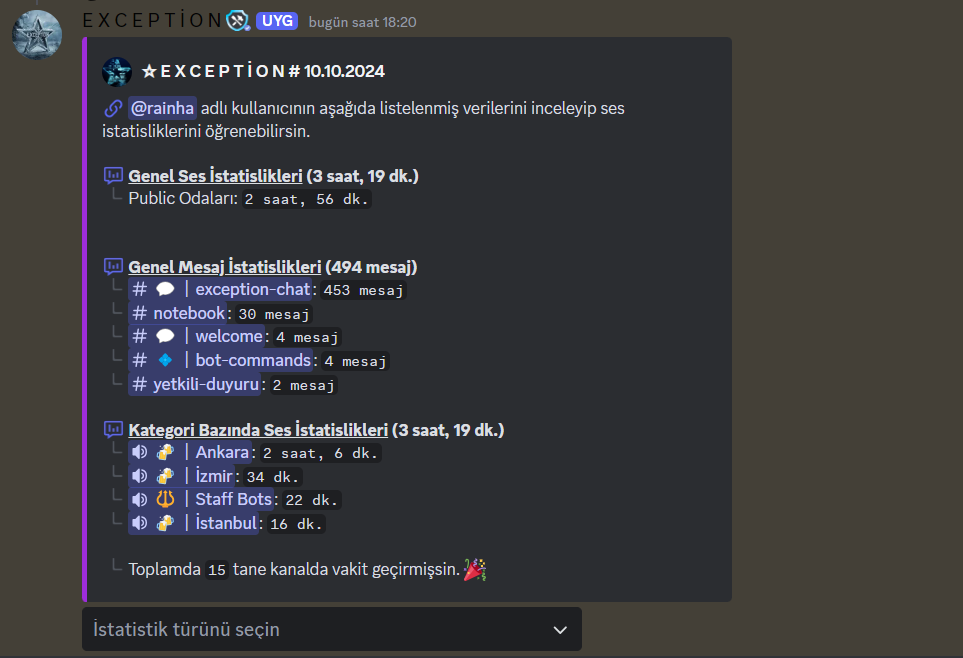 E X C E P T İ O N UYG bugün saat 18:20
☆ E X C E P T İ O N # 10.10.2024
@rainha adlı kullanıcının aşağıda listelenmiş verilerini inceleyip ses
istatisliklerini öğrenebilirsin.
Genel Ses İstatislikleri (3 saat, 19 dk.)
Public Odaları: 2 saat, 56 dk.
Genel Mesaj İstatislikleri (494 mesaj)
# 💬 | exception-chat: 453 mesaj
# notebook: 30 mesaj
# 💬 | welcome: 4 mesaj
# 💠 | bot-commands: 4 mesaj
# yetkili-duyuru: 2 mesaj
Kategori Bazında Ses İstatislikleri (3 saat, 19 dk.)
🍻 | Ankara: 2 saat, 6 dk.
🍻 | İzmir: 34 dk.
🔱 | Staff Bots: 22 dk.
🍻 | İstanbul: 16 dk.
Toplamda 15 tane kanalda vakit geçirmişsin. 🎉
İstatistik türünü seçin